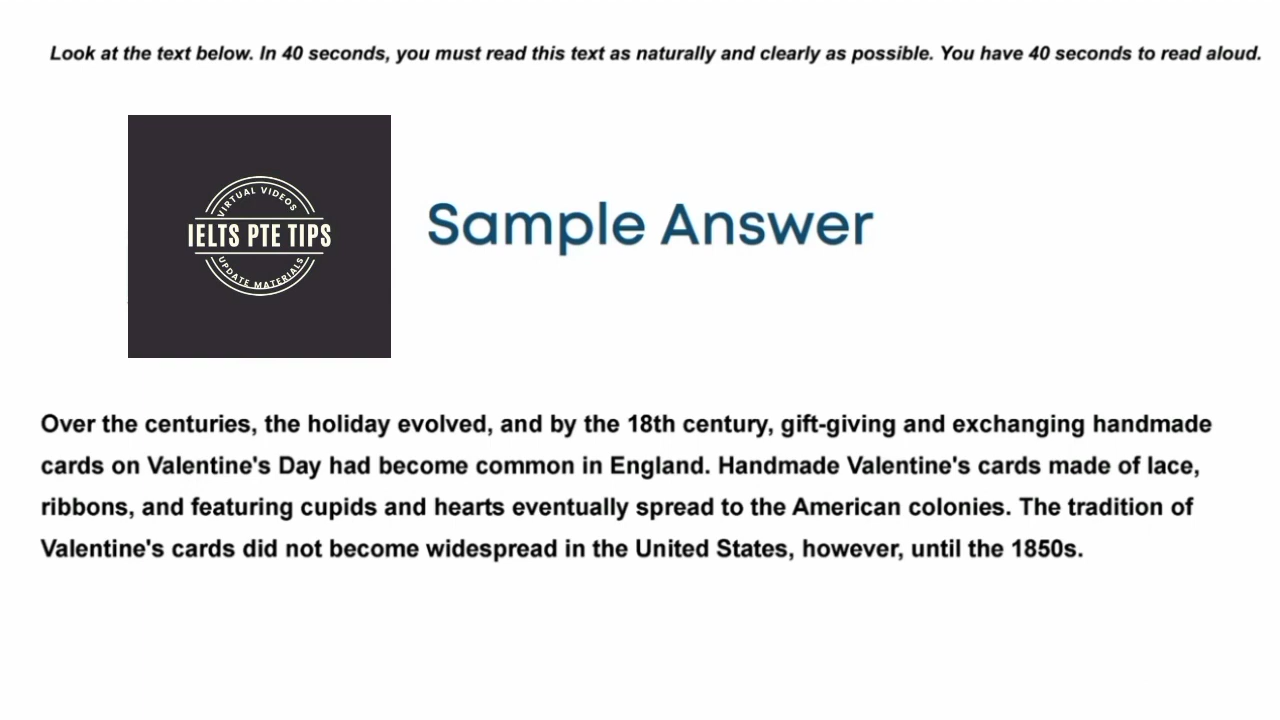 Look at the text below. In 40 seconds, you must read this text as naturally and clearly as possible. You have 40 seconds to read aloud.
VIRTUAL VIDEOS
IELTS PTE TIPS
UPDATE MATERIALS
Sample Answer
Over the centuries, the holiday evolved, and by the 18th century, gift-giving and exchanging handmade
cards on Valentine's Day had become common in England. Handmade Valentine's cards made of lace,
ribbons, and featuring cupids and hearts eventually spread to the American colonies. The tradition of
Valentine's cards did not become widespread in the United States, however, until the 1850s.